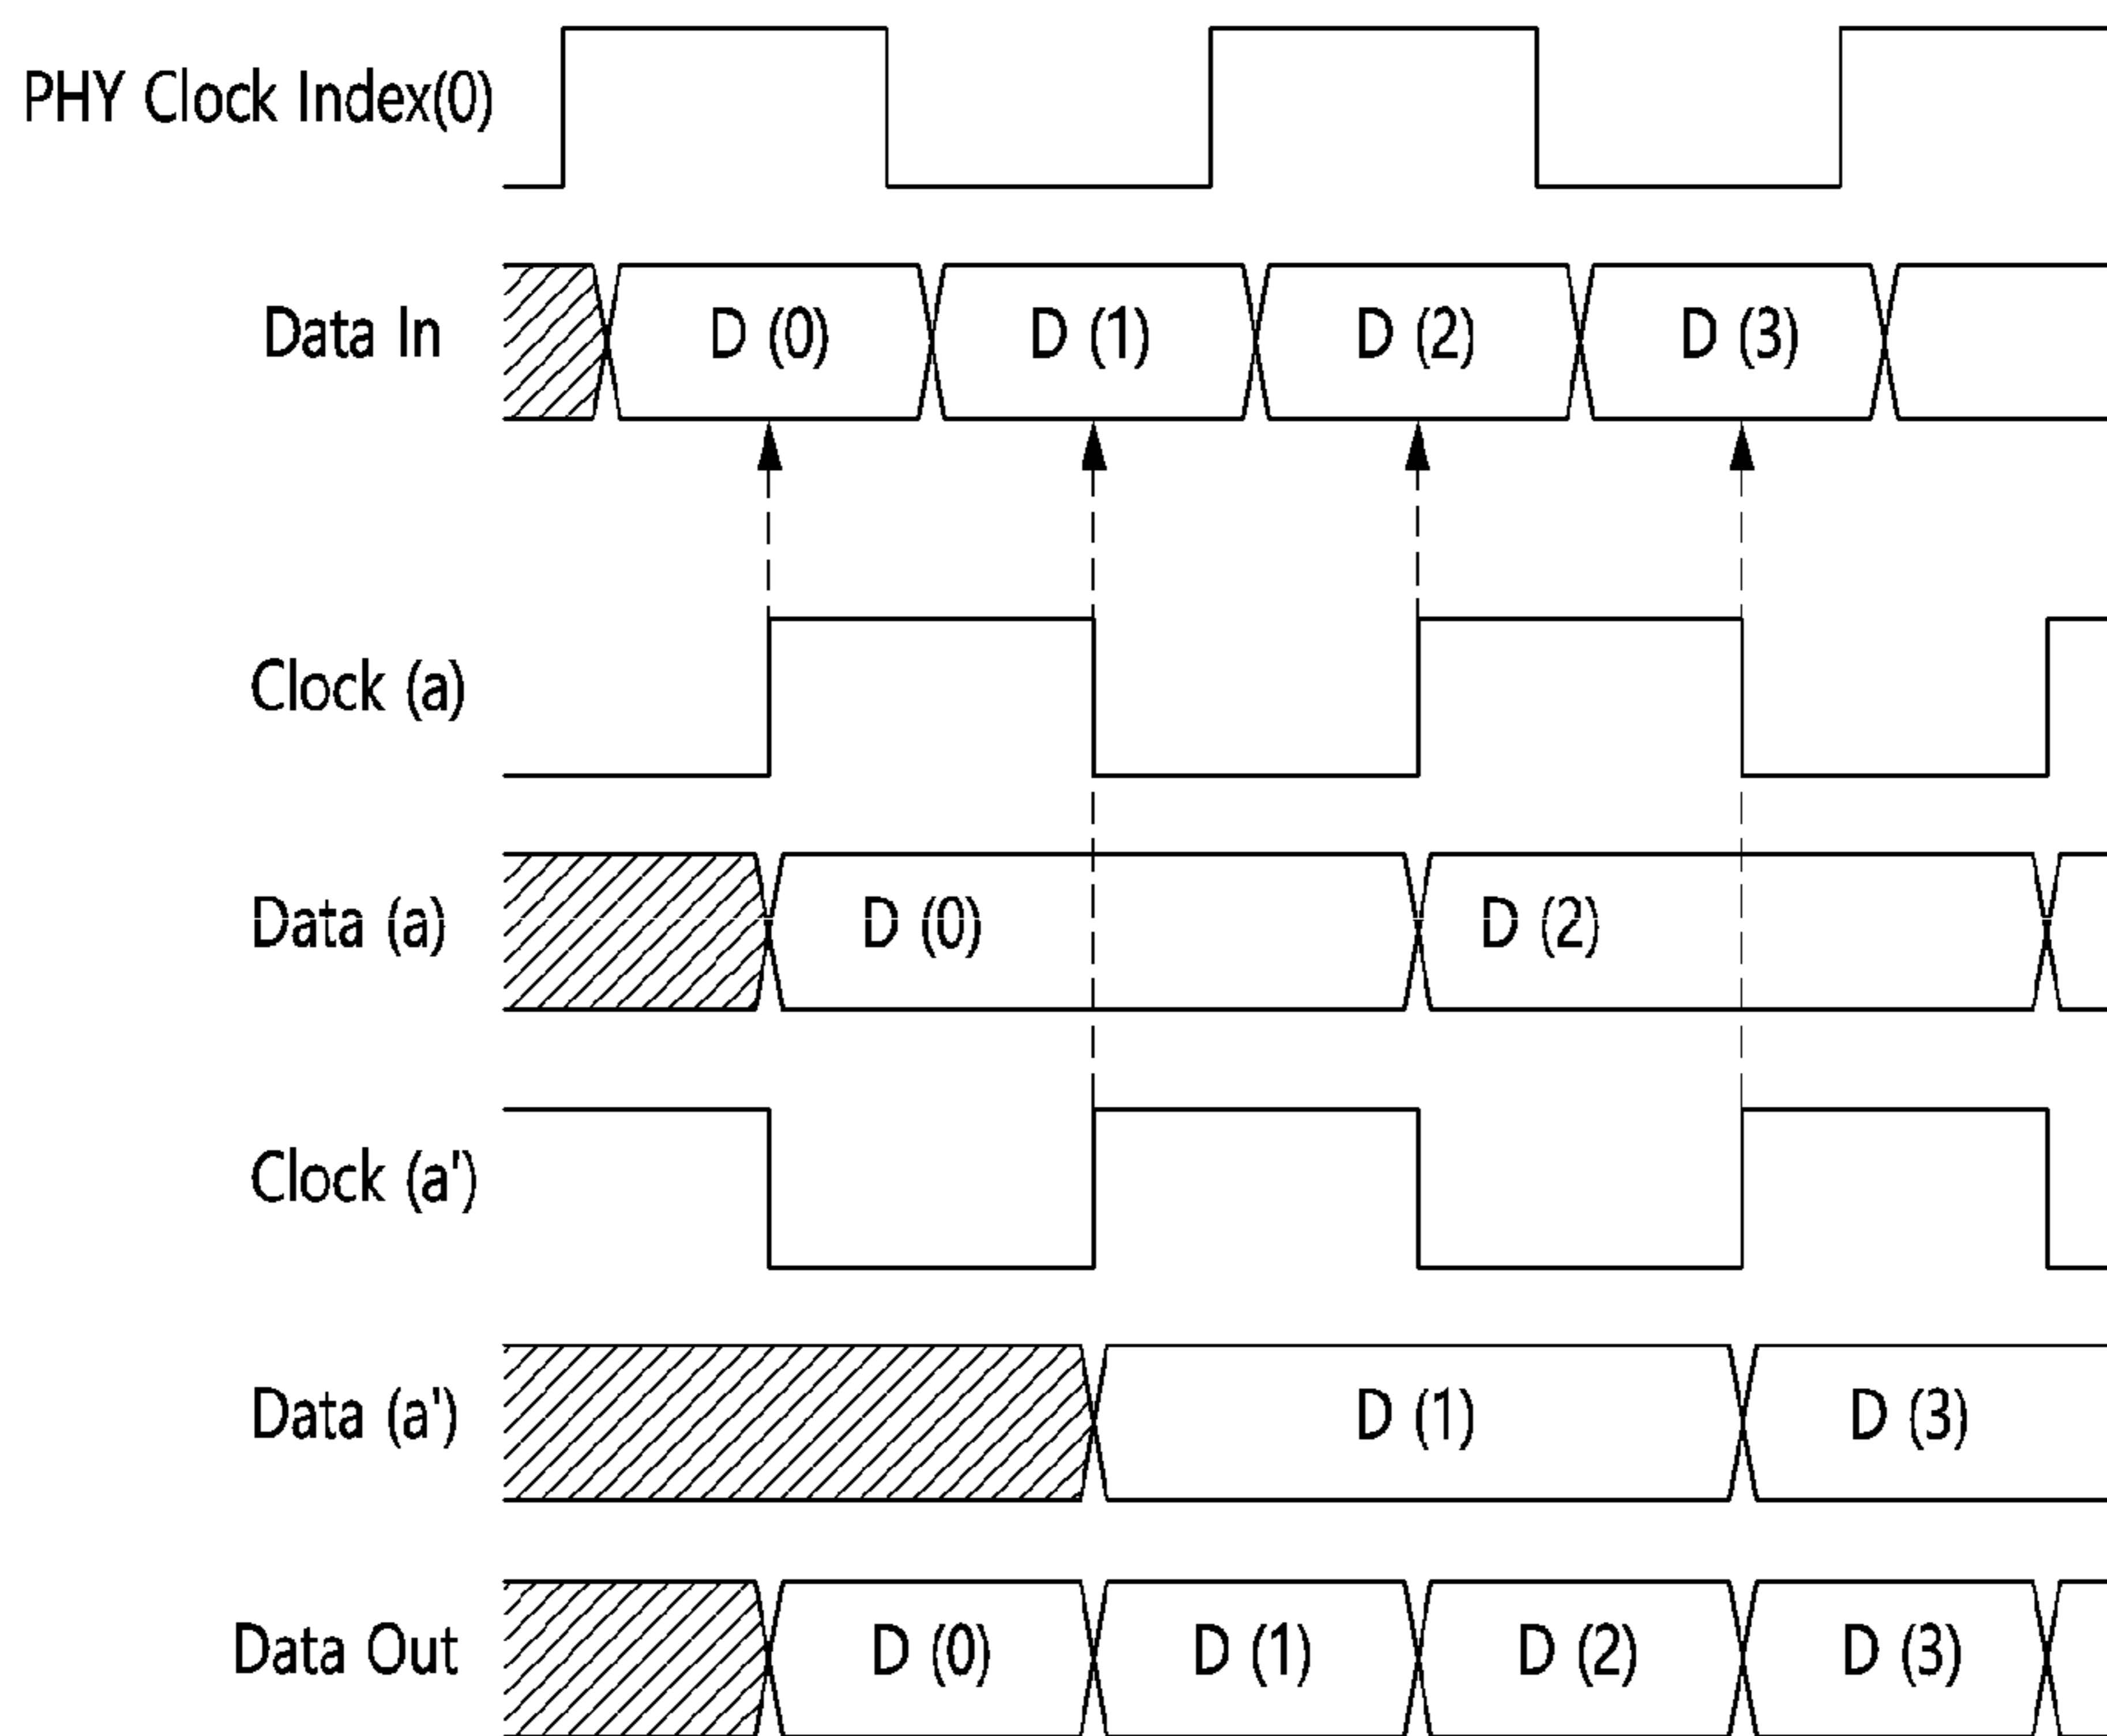 PHY Clock Index(0)
Data In D (0) D (1) D (2) D (3)
Clock (a)
Data (a) D (0) D (2)
Clock (a')
Data (a') D (1) D (3)
Data Out D (0) D (1) D (2) D (3)